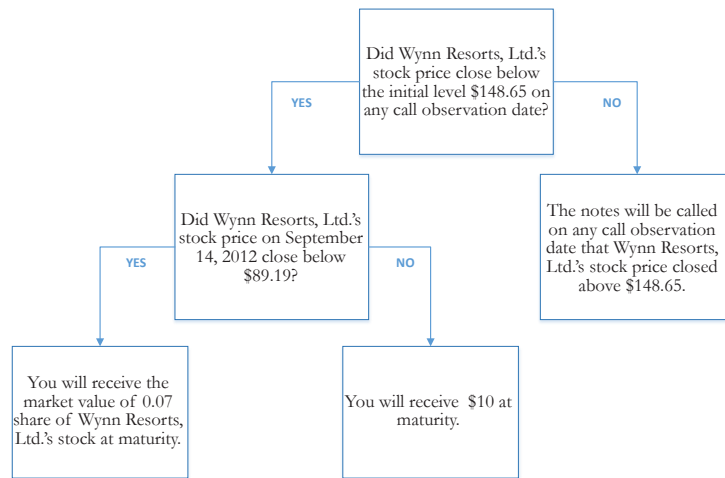 Did Wynn Resorts, Ltd.'s
stock price close below
the initial level $148.65 on
any call observation date?
YES
NO
Did Wynn Resorts, Ltd.'s
stock price on September
14, 2012 close below
$89.19?
The notes will be called
on any call observation
date that Wynn Resorts,
Ltd.'s stock price closed
above $148.65.
YES
NO
You will receive the
market value of 0.07
share of Wynn Resorts,
Ltd.'s stock at maturity.
You will receive $10 at
maturity.